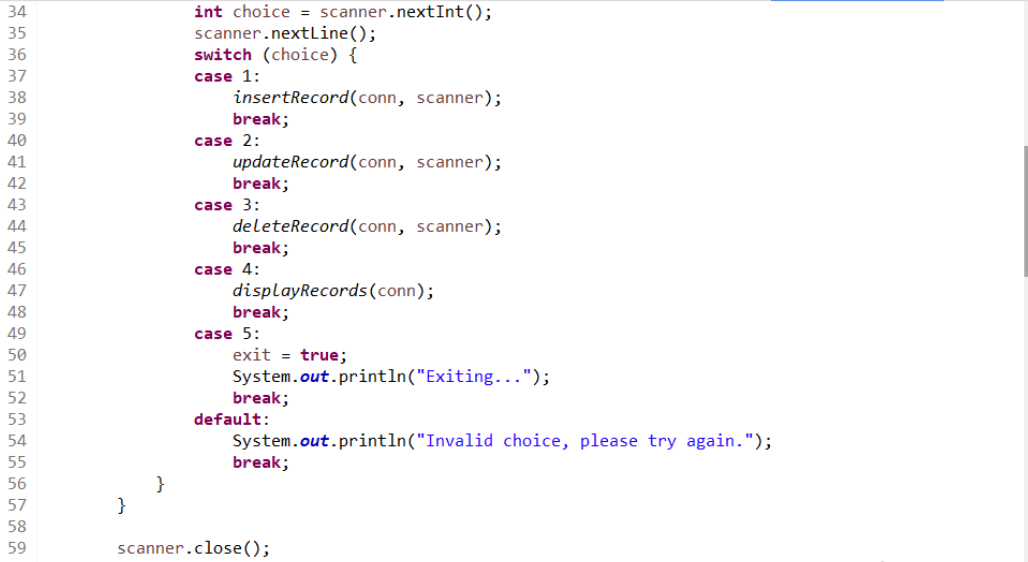 34 int choice = scanner.nextInt();
35 scanner.nextLine();
36 switch (choice) {
37 case 1:
38 insertRecord(conn, scanner);
39 break;
40 case 2:
41 updateRecord(conn, scanner);
42 break;
43 case 3:
44 deleteRecord(conn, scanner);
45 break;
46 case 4:
47 displayRecords(conn);
48 break;
49 case 5:
50 exit = true;
51 System.out.println("Exiting...");
52 break;
53 default:
54 System.out.println("Invalid choice, please try again.");
55 break;
56 }
57 }
58
59 scanner.close();